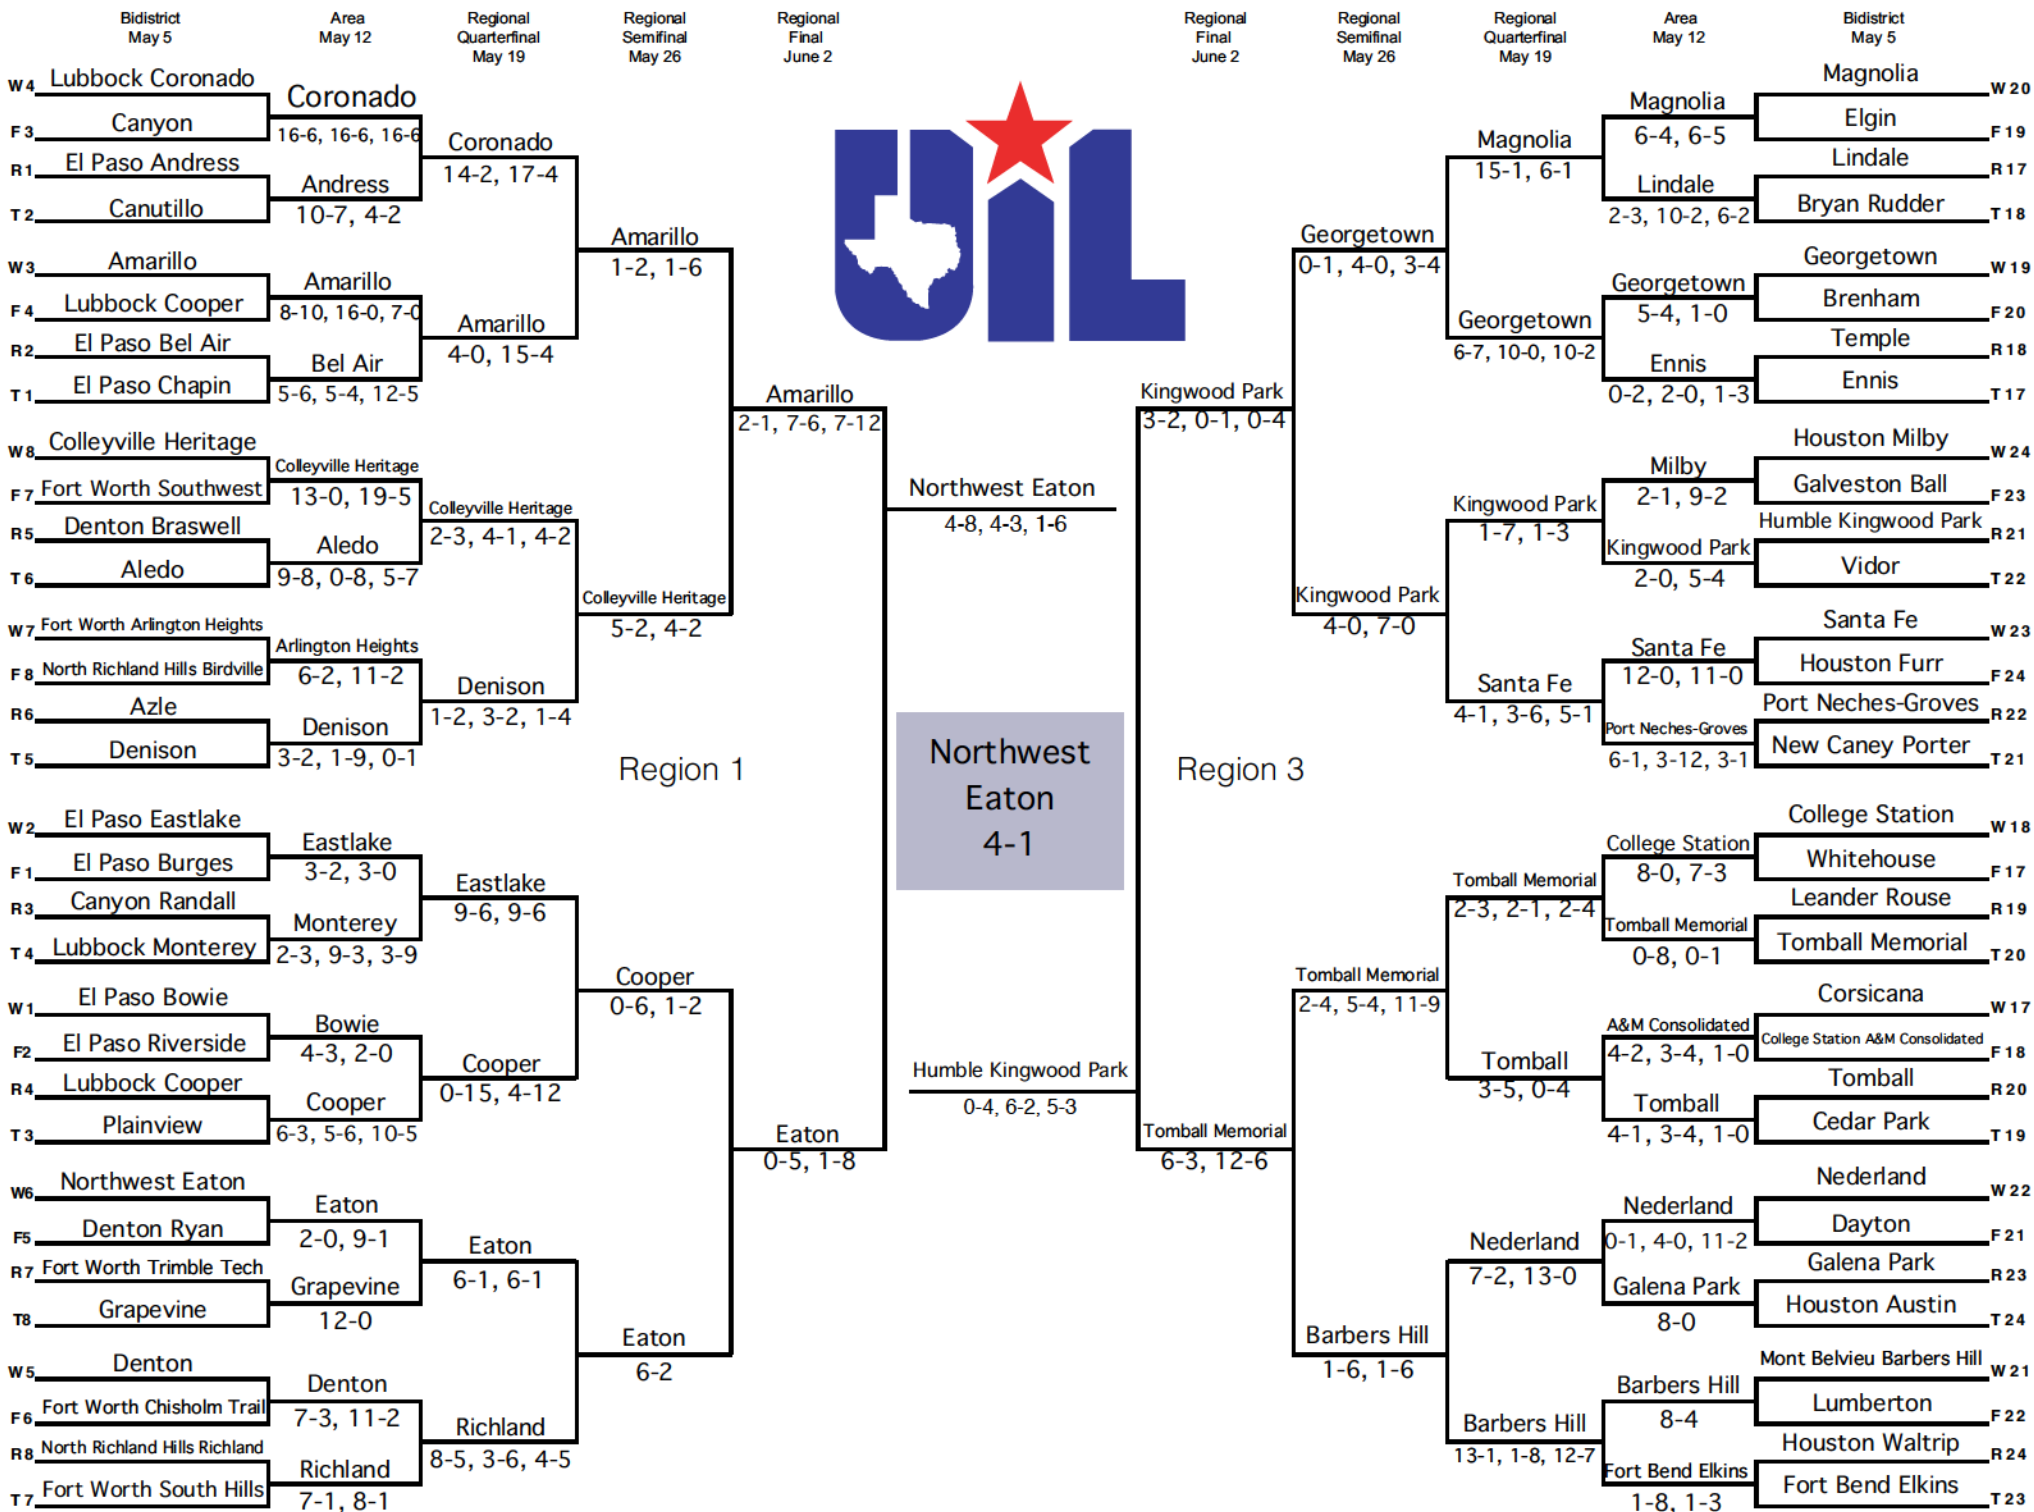 Bidistrict
May 5
Area
May 12
Regional
Quarterfinal
May 19
Regional
Semifinal
May 26
Regional
Final
June 2
Regional
Final
June 2
Regional
Semifinal
May 26
Regional
Quarterfinal
May 19
Area
May 12
Bidistrict
May 5
W4 Lubbock Coronado
F3 Canyon
R1 El Paso Andress
T2 Canutillo
W3 Amarillo
F4 Lubbock Cooper
R2 El Paso Bel Air
T1 El Paso Chapin
W8 Colleyville Heritage
F7 Fort Worth Southwest
R5 Denton Braswell
T6 Aledo
W7 Fort Worth Arlington Heights
F8 North Richland Hills Birdville
R6 Azle
T5 Denison
W2 El Paso Eastlake
F1 El Paso Burges
R3 Canyon Randall
T4 Lubbock Monterey
W1 El Paso Bowie
F2 El Paso Riverside
R4 Lubbock Cooper
T3 Plainview
W6 Northwest Eaton
F5 Denton Ryan
R7 Fort Worth Trimble Tech
T8 Grapevine
W5 Denton
F6 Fort Worth Chisholm Trail
R8 North Richland Hills Richland
T7 Fort Worth South Hills
Coronado
16-6, 16-6, 16-6
Andress
10-7, 4-2
Amarillo
8-10, 16-0, 7-0
Bel Air
5-6, 5-4, 12-5
Colleyville Heritage
13-0, 19-5
Aledo
9-8, 0-8, 5-7
Arlington Heights
6-2, 11-2
Denison
3-2, 1-9, 0-1
Eastlake
3-2, 3-0
Monterey
2-3, 9-3, 3-9
Bowie
4-3, 2-0
Cooper
6-3, 5-6, 10-5
Eaton
2-0, 9-1
Grapevine
12-0
Denton
7-3, 11-2
Richland
7-1, 8-1
Coronado
14-2, 17-4
Amarillo
4-0, 15-4
Colleyville Heritage
2-3, 4-1, 4-2
Denison
1-2, 3-2, 1-4
Eastlake
9-6, 9-6
Cooper
0-15, 4-12
Eaton
6-1, 6-1
Richland
8-5, 3-6, 4-5
Amarillo
1-2, 1-6
Colleyville Heritage
5-2, 4-2
Cooper
0-6, 1-2
Eaton
6-2
Amarillo
2-1, 7-6, 7-12
Eaton
0-5, 1-8
Region 1
UIL
Northwest Eaton
4-8, 4-3, 1-6
Northwest
Eaton
4-1
Humble Kingwood Park
0-4, 6-2, 5-3
Region 3
Kingwood Park
3-2, 0-1, 0-4
Tomball Memorial
6-3, 12-6
Georgetown
0-1, 4-0, 3-4
Kingwood Park
4-0, 7-0
Tomball Memorial
2-4, 5-4, 11-9
Barbers Hill
1-6, 1-6
Magnolia
15-1, 6-1
Georgetown
6-7, 10-0, 10-2
Kingwood Park
1-7, 1-3
Santa Fe
4-1, 3-6, 5-1
Tomball Memorial
2-3, 2-1, 2-4
Tomball
3-5, 0-4
Nederland
7-2, 13-0
Barbers Hill
13-1, 1-8, 12-7
Magnolia
6-4, 6-5
Lindale
2-3, 10-2, 6-2
Georgetown
5-4, 1-0
Ennis
0-2, 2-0, 1-3
Milby
2-1, 9-2
Kingwood Park
2-0, 5-4
Santa Fe
12-0, 11-0
Port Neches-Groves
6-1, 3-12, 3-1
College Station
8-0, 7-3
Tomball Memorial
0-8, 0-1
A&M Consolidated
4-2, 3-4, 1-0
Tomball
4-1, 3-4, 1-0
Nederland
0-1, 4-0, 11-2
Galena Park
8-0
Barbers Hill
8-4
Fort Bend Elkins
1-8, 1-3
Magnolia W20
Elgin F19
Lindale R17
Bryan Rudder T18
Georgetown W19
Brenham F20
Temple R18
Ennis T17
Houston Milby W24
Galveston Ball F23
Humble Kingwood Park R21
Vidor T22
Santa Fe W23
Houston Furr F24
Port Neches-Groves R22
New Caney Porter T21
College Station W18
Whitehouse F17
Leander Rouse R19
Tomball Memorial T20
Corsicana W17
College Station A&M Consolidated F18
Tomball R20
Cedar Park T19
Nederland W22
Dayton F21
Galena Park R23
Houston Austin T24
Mont Belvieu Barbers Hill W21
Lumberton F22
Houston Waltrip R24
Fort Bend Elkins T23